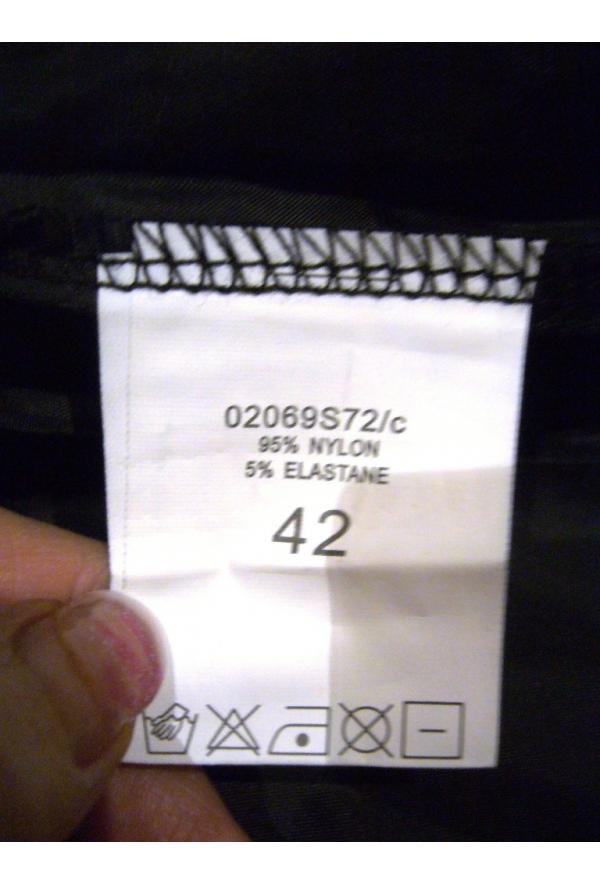 02069S72/c
95% NYLON
5% ELASTANE
42